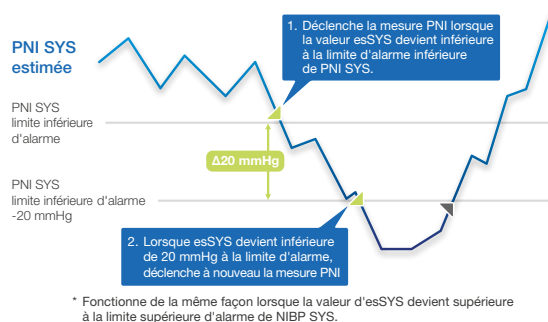 PNI SYS
estimée
1. Déclenche la mesure PNI lorsque
la valeur esSYS devient inférieure
à la limite d'alarme inférieure
de PNI SYS.
PNI SYS
limite inférieure
d'alarme
Δ20 mmHg
PNI SYS
limite inférieure d'alarme
-20 mmHg
2. Lorsque esSYS devient inférieure
de 20 mmHg à la limite d'alarme,
déclenche à nouveau la mesure PNI
* Fonctionne de la même façon lorsque la valeur d'esSYS devient supérieure
à la limite supérieure d'alarme de NIBP SYS.